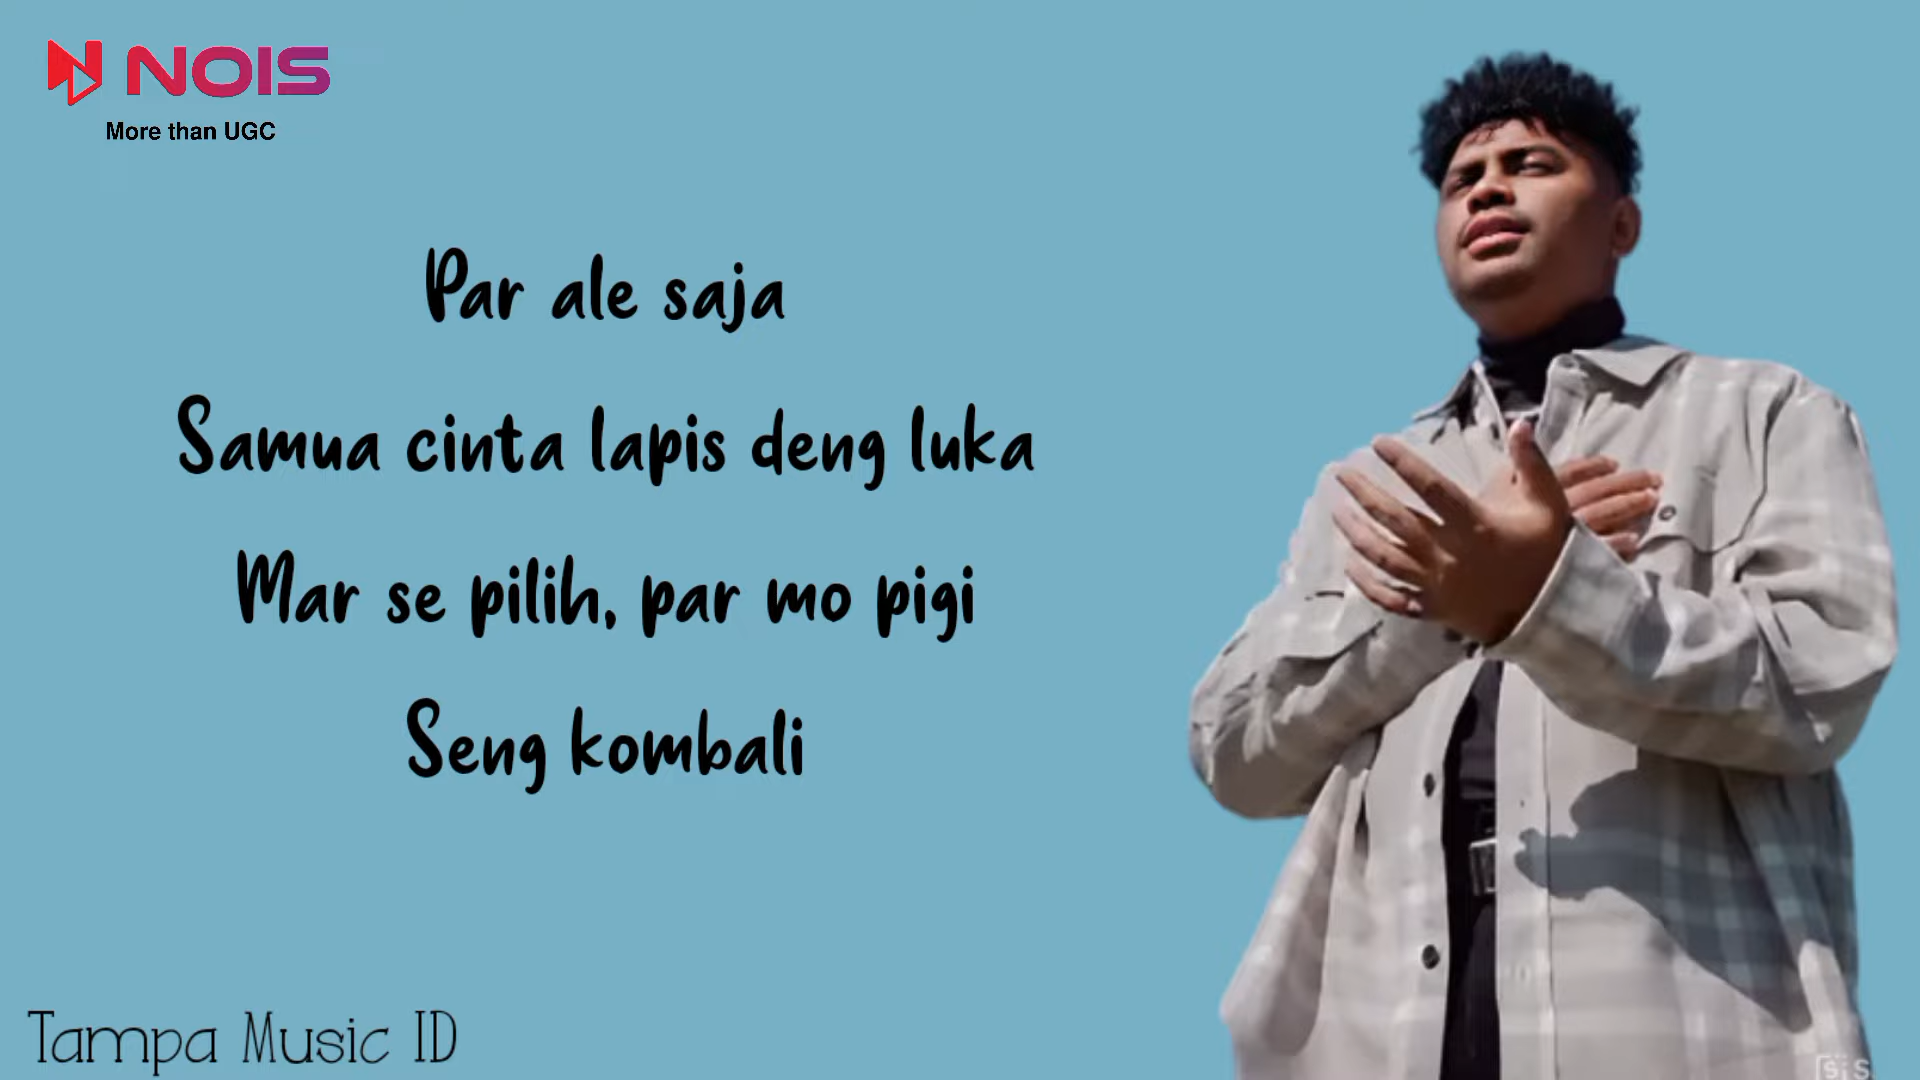 NOIS
More than UGC
Par ale saja
Samua cinta lapis deng luka
Mar se pilih, par mo pigi
Seng kombali
Tampa Music ID